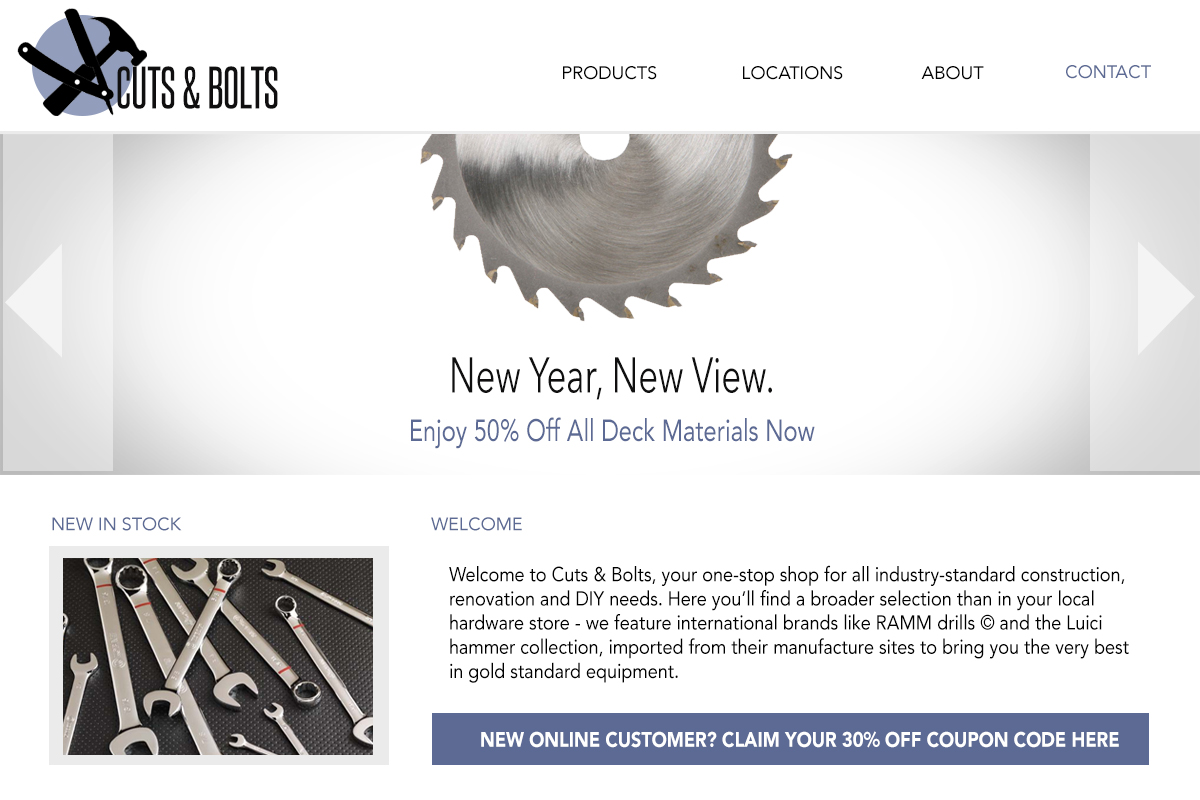 CUTS & BOLTS
PRODUCTS
LOCATIONS
ABOUT
CONTACT
New Year, New View.
Enjoy 50% Off All Deck Materials Now
NEW IN STOCK
WELCOME
Welcome to Cuts & Bolts, your one-stop shop for all industry-standard construction,
renovation and DIY needs. Here you’ll find a broader selection than in your local
hardware store - we feature international brands like RAMM drills © and the Luici
hammer collection, imported from their manufacture sites to bring you the very best
in gold standard equipment.
NEW ONLINE CUSTOMER? CLAIM YOUR 30% OFF COUPON CODE HERE